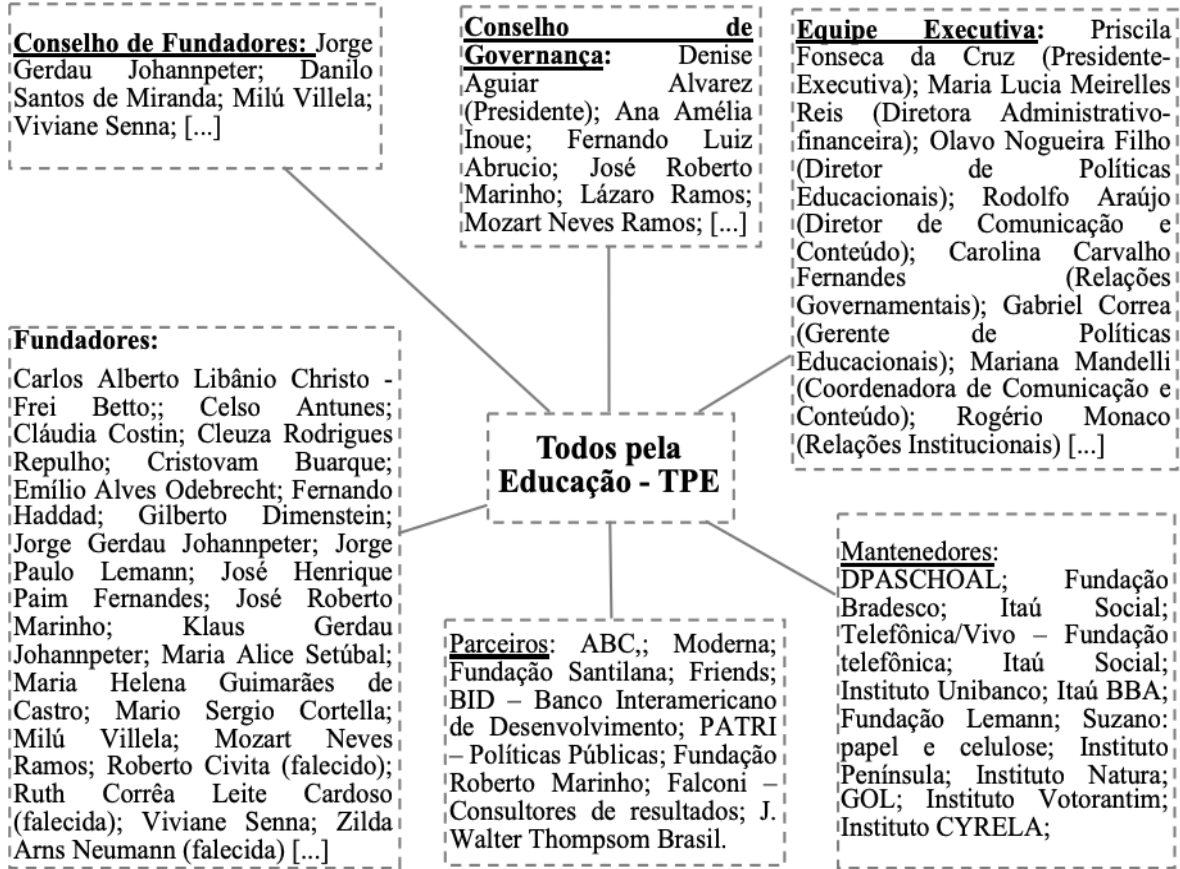 Conselho de Fundadores: Jorge
Gerdau Johannpeter; Danilo
Santos de Miranda; Milú Villela;
Viviane Senna; [...]
Conselho de
Governança: Denise
Aguiar Alvarez
(Presidente); Ana Amélia
Inoue; Fernando Luiz
Abrucio; José Roberto
Marinho; Lázaro Ramos;
Mozart Neves Ramos; [...]
Equipe Executiva: Priscila
Fonseca da Cruz (Presidente-
Executiva); Maria Lucia Meirelles
Reis (Diretora Administrativo-
financeira); Olavo Nogueira Filho
(Diretor de Políticas
Educacionais); Rodolfo Araújo
(Diretor de Comunicação e
Conteúdo); Carolina Carvalho
Fernandes (Relações
Governamentais); Gabriel Correa
(Gerente de Políticas
Educacionais); Mariana Mandelli
(Coordenadora de Comunicação e
Conteúdo); Rogério Monaco
(Relações Institucionais) [...]
Fundadores:
Carlos Alberto Libânio Christo -
Frei Betto;; Celso Antunes;
Cláudia Costin; Cleuza Rodrigues
Repulho; Cristovam Buarque;
Emílio Alves Odebrecht; Fernando
Haddad; Gilberto Dimenstein;
Jorge Gerdau Johannpeter; Jorge
Paulo Lemann; José Henrique
Paim Fernandes; José Roberto
Marinho; Klaus Gerdau
Johannpeter; Maria Alice Setúbal;
Maria Helena Guimarães de
Castro; Mario Sergio Cortella;
Milú Villela; Mozart Neves
Ramos; Roberto Civita (falecido);
Ruth Corrêa Leite Cardoso
(falecida); Viviane Senna; Zilda
Arns Neumann (falecida) [...]
Todos pela
Educação - TPE
Parceiros: ABC,; Moderna;
Fundação Santilana; Friends;
BID – Banco Interamericano
de Desenvolvimento; PATRI
– Políticas Públicas; Fundação
Roberto Marinho; Falconi –
Consultores de resultados; J.
Walter Thompsom Brasil.
Mantenedores:
DPASCHOAL; Fundação
Bradesco; Itaú Social;
Telefônica/Vivo – Fundação
telefônica; Itaú Social;
Instituto Unibanco; Itaú BBA;
Fundação Lemann; Suzano:
papel e celulose; Instituto
Península; Instituto Natura;
GOL; Instituto Votorantim;
Instituto CYRELA;